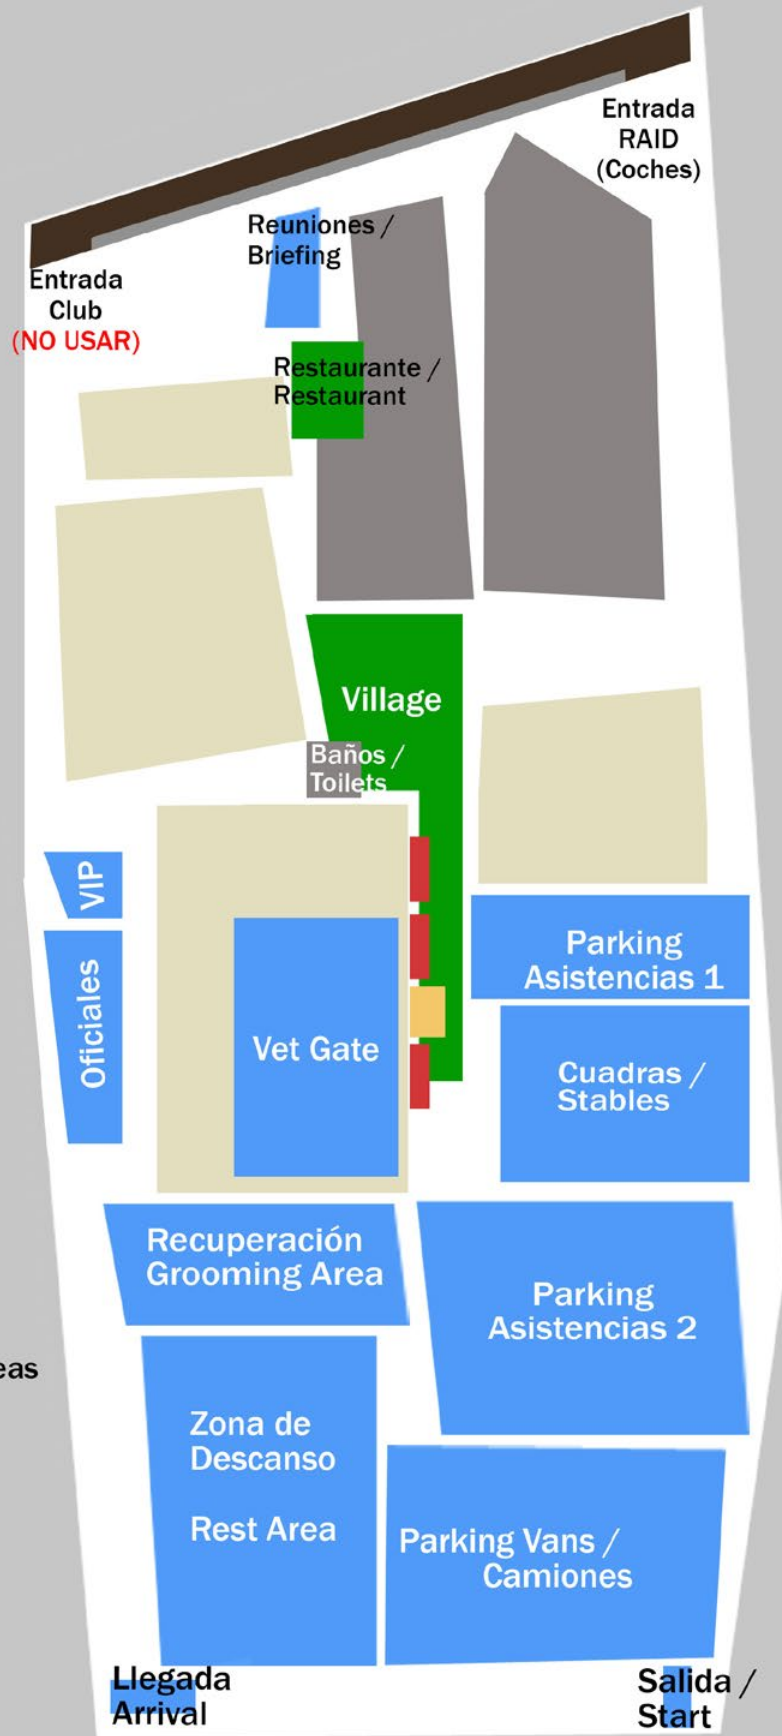 Entrada
RAID
(Coches)
Reuniones /
Briefing
Entrada
Club
(NO USAR)
Restaurante /
Restaurant
Village
Baños /
Toilets
VIP
Oficiales
Parking
Asistencias 1
Vet Gate
Cuadras /
Stables
Recuperación
Grooming Area
Parking
Asistencias 2
eas
Zona de
Descanso
Rest Area
Parking Vans /
Camiones
Llegada
Arrival
Salida /
Start